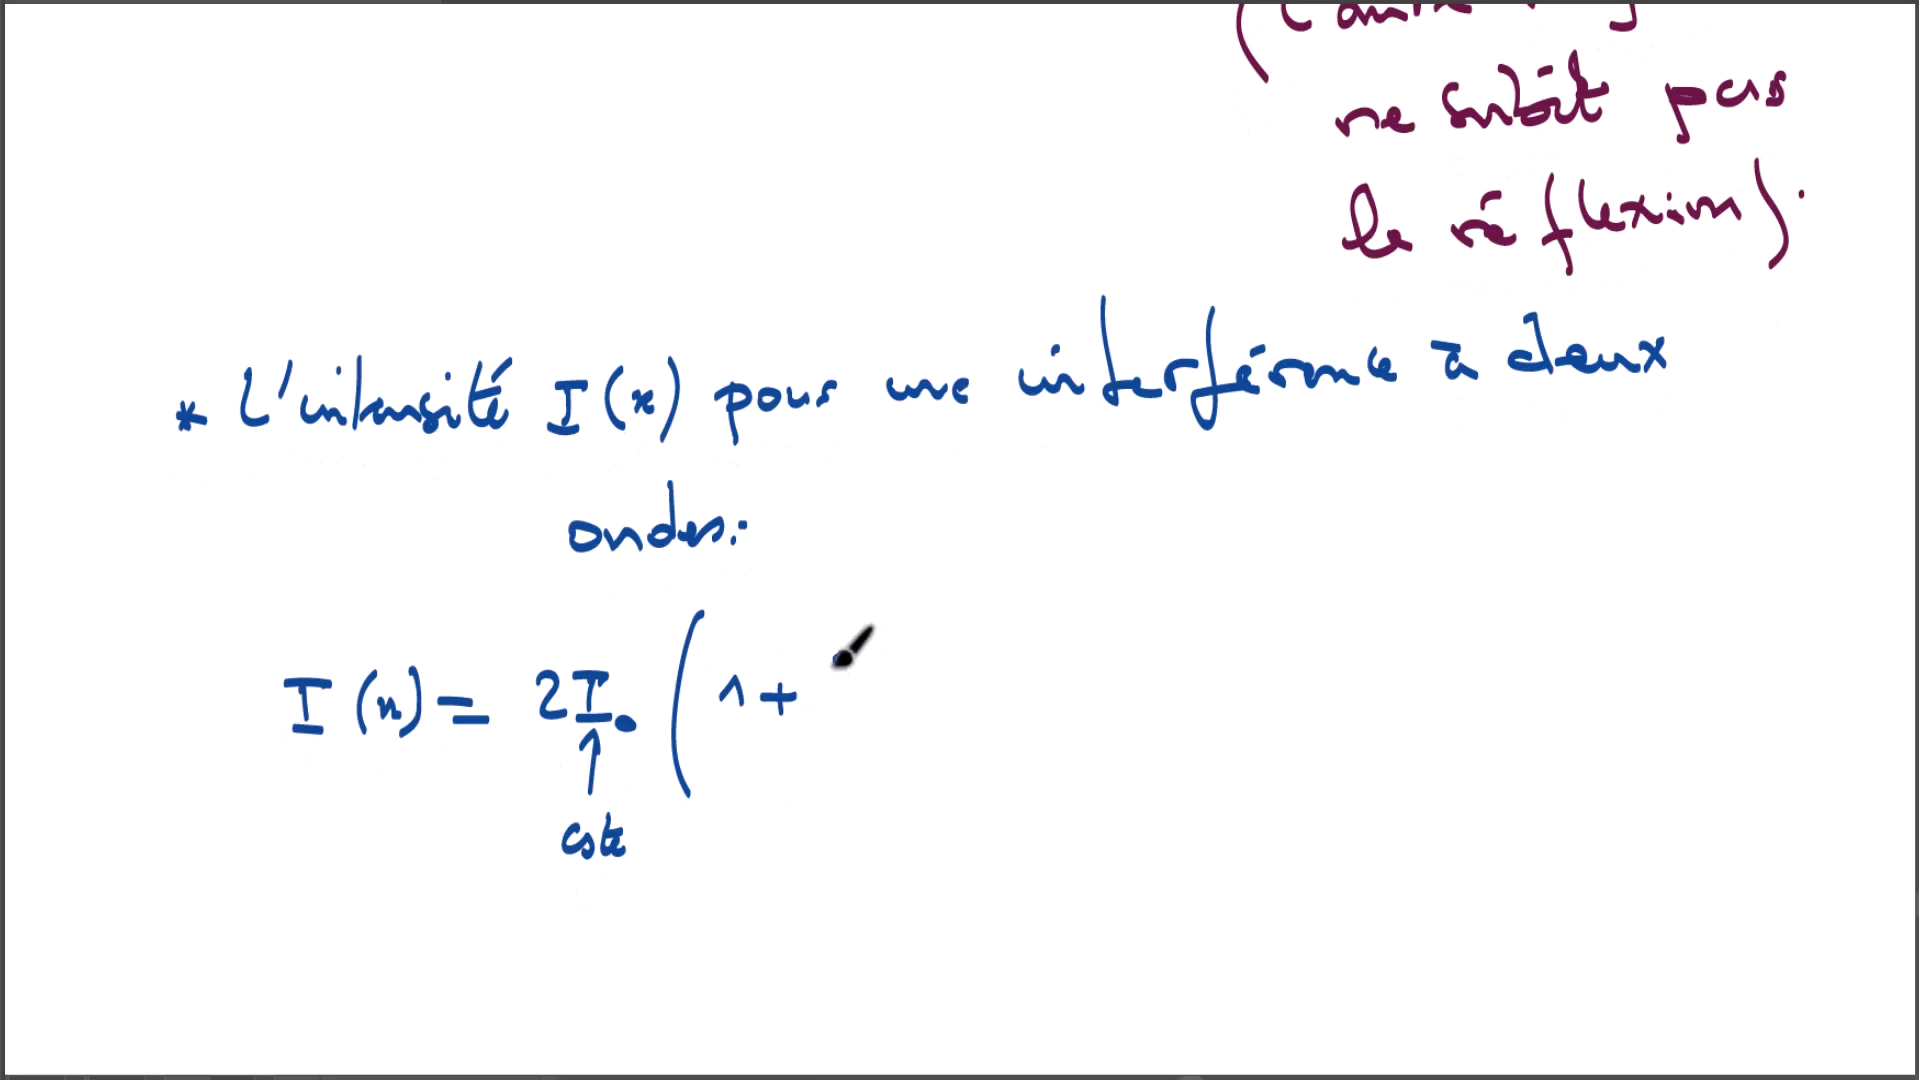 ne subit pas
la réflexion).
* L'intensité I(x) pour une interférence à deux
ondes:
I(x) = 2I₀ ( 1 +
↑
cste